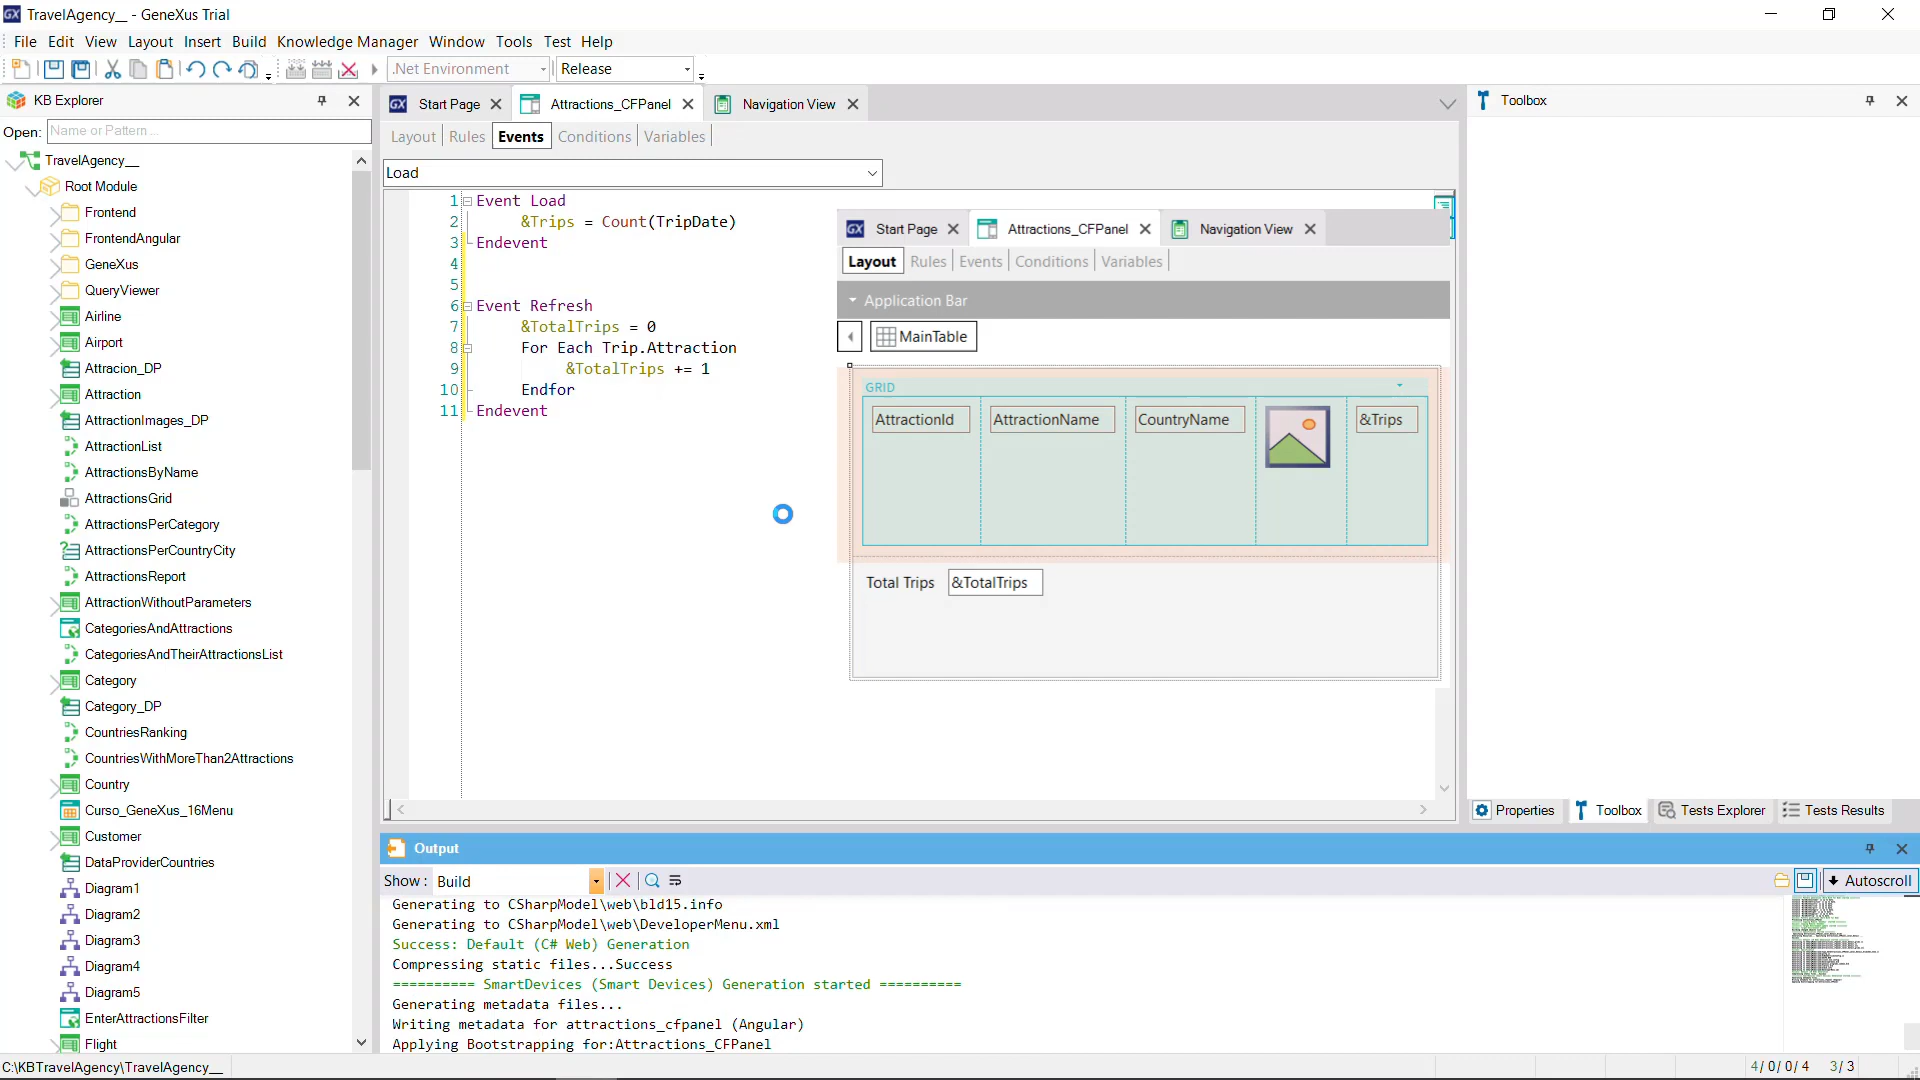 TravelAgency__ - GeneXus Trial
File Edit View Layout Insert Build Knowledge Manager Window Tools Test Help
.Net Environment Release
KB Explorer
Open: Name or Pattern ...
TravelAgency__
Root Module
Frontend
FrontendAngular
GeneXus
QueryViewer
Airline
Airport
Attracion_DP
Attraction
AttractionImages_DP
AttractionList
AttractionsByName
AttractionsGrid
AttractionsPerCategory
AttractionsPerCountryCity
AttractionsReport
AttractionWithoutParameters
CategoriesAndAttractions
CategoriesAndTheirAttractionsList
Category
Category_DP
CountriesRanking
CountriesWithMoreThan2Attractions
Country
Curso_GeneXus_16Menu
Customer
DataProviderCountries
Diagram1
Diagram2
Diagram3
Diagram4
Diagram5
EnterAttractionsFilter
Flight
Start Page Attractions_CFPanel Navigation View
Layout Rules Events Conditions Variables
Load
1 Event Load
2 &Trips = Count(TripDate)
3 Endevent
4
5
6 Event Refresh
7 &TotalTrips = 0
8 For Each Trip.Attraction
9 &TotalTrips += 1
10 Endfor
11 Endevent
Start Page Attractions_CFPanel Navigation View
Layout Rules Events Conditions Variables
Application Bar
MainTable
GRID
AttractionId AttractionName CountryName &Trips
Total Trips &TotalTrips
Toolbox
Properties Toolbox Tests Explorer Tests Results
Output
Show: Build
Autoscroll
Generating to CSharpModel\web\bld15.info
Generating to CSharpModel\web\DeveloperMenu.xml
Success: Default (C# Web) Generation
Compressing static files...Success
========== SmartDevices (Smart Devices) Generation started ==========
Generating metadata files...
Writing metadata for attractions_cfpanel (Angular)
Applying Bootstrapping for:Attractions_CFPanel
C:\KBTravelAgency\TravelAgency__
4/0/0/4 3/3